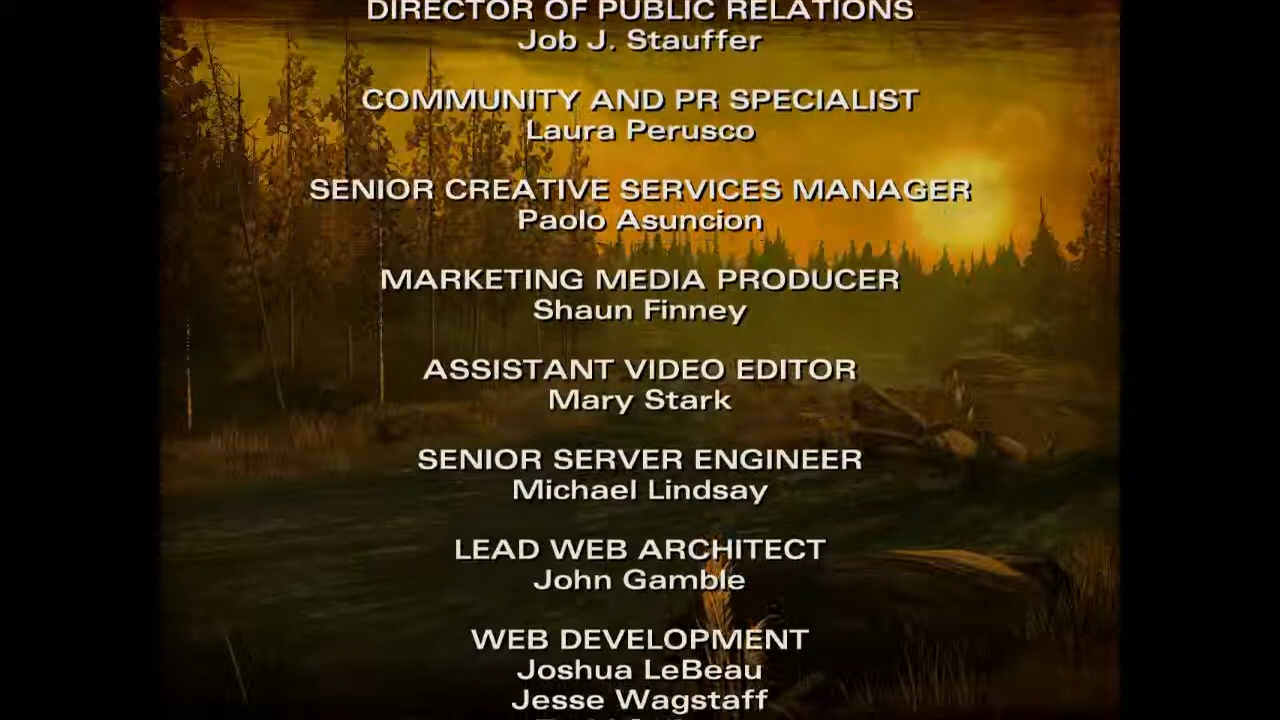 DIRECTOR OF PUBLIC RELATIONS
Job J. Stauffer
COMMUNITY AND PR SPECIALIST
Laura Perusco
SENIOR CREATIVE SERVICES MANAGER
Paolo Asuncion
MARKETING MEDIA PRODUCER
Shaun Finney
ASSISTANT VIDEO EDITOR
Mary Stark
SENIOR SERVER ENGINEER
Michael Lindsay
LEAD WEB ARCHITECT
John Gamble
WEB DEVELOPMENT
Joshua LeBeau
Jesse Wagstaff